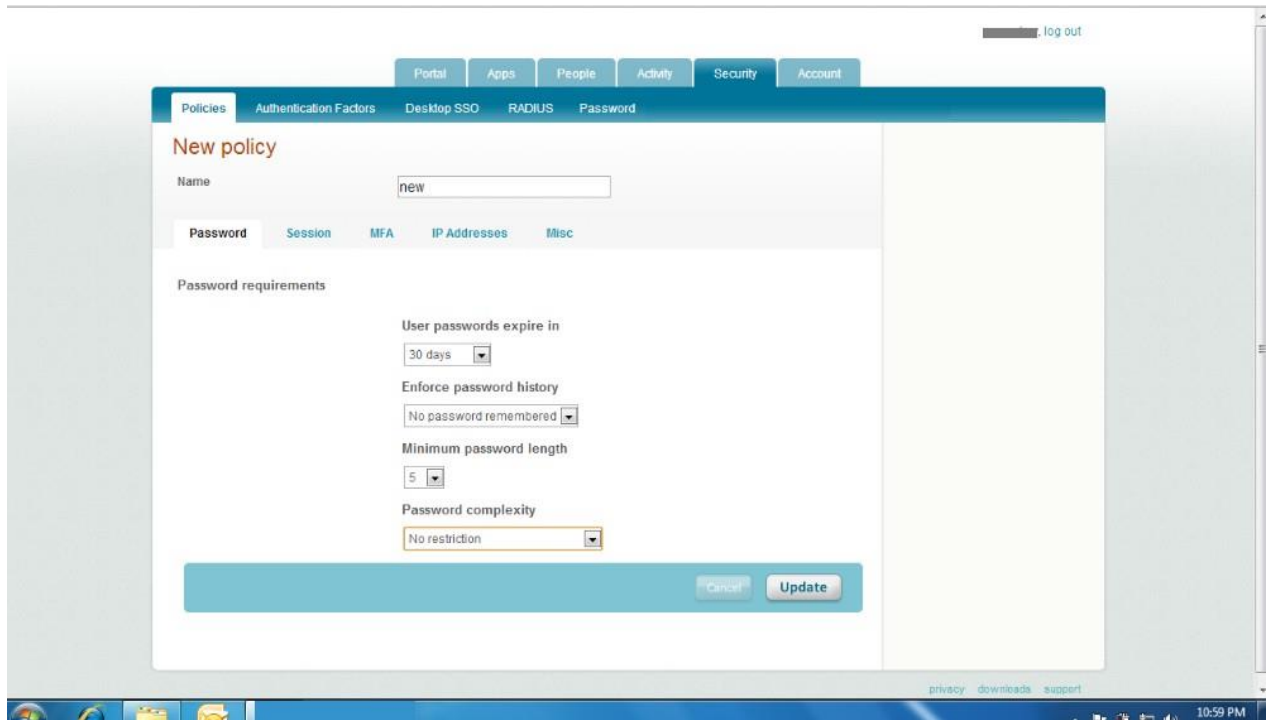 , log out
Portal Apps People Activity Security Account
Policies Authentication Factors Desktop SSO RADIUS Password
New policy
Name new
Password Session MFA IP Addresses Misc
Password requirements
User passwords expire in
30 days
Enforce password history
No password remembered
Minimum password length
5
Password complexity
No restriction
Cancel Update
privacy downloads support
10:59 PM